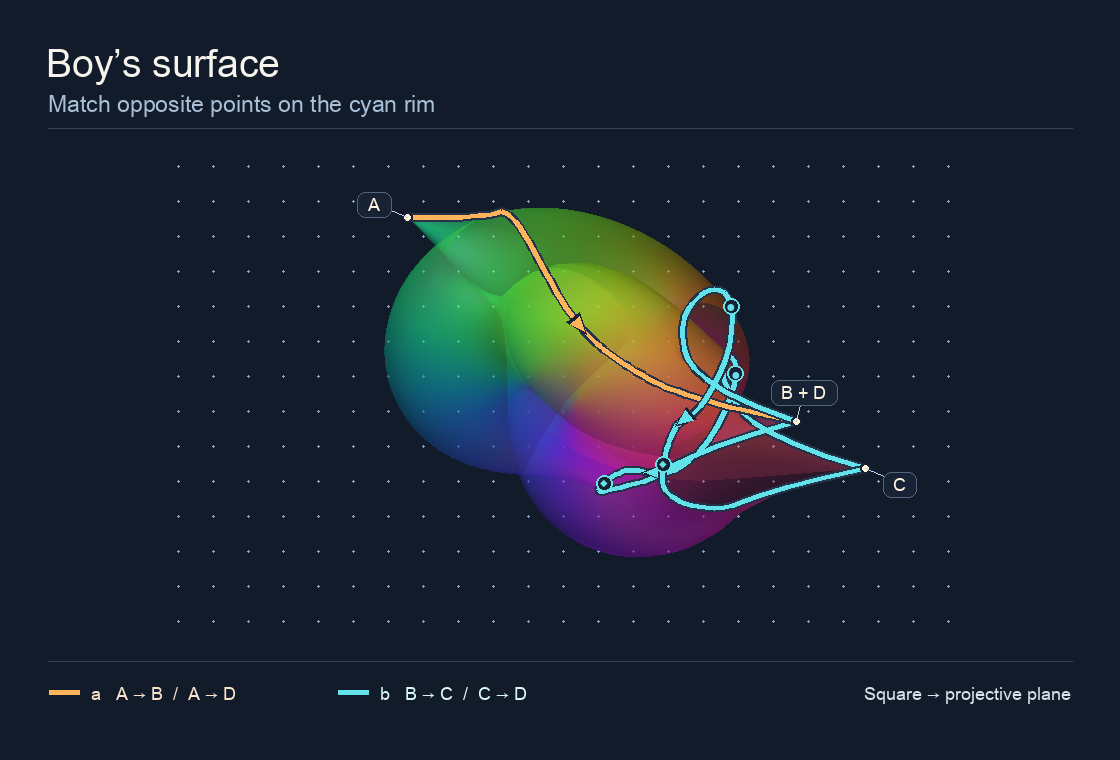 Boy’s surface
Match opposite points on the cyan rim
A
B + D
C
a A→B / A→D
b B→C / C→D
Square→projective plane